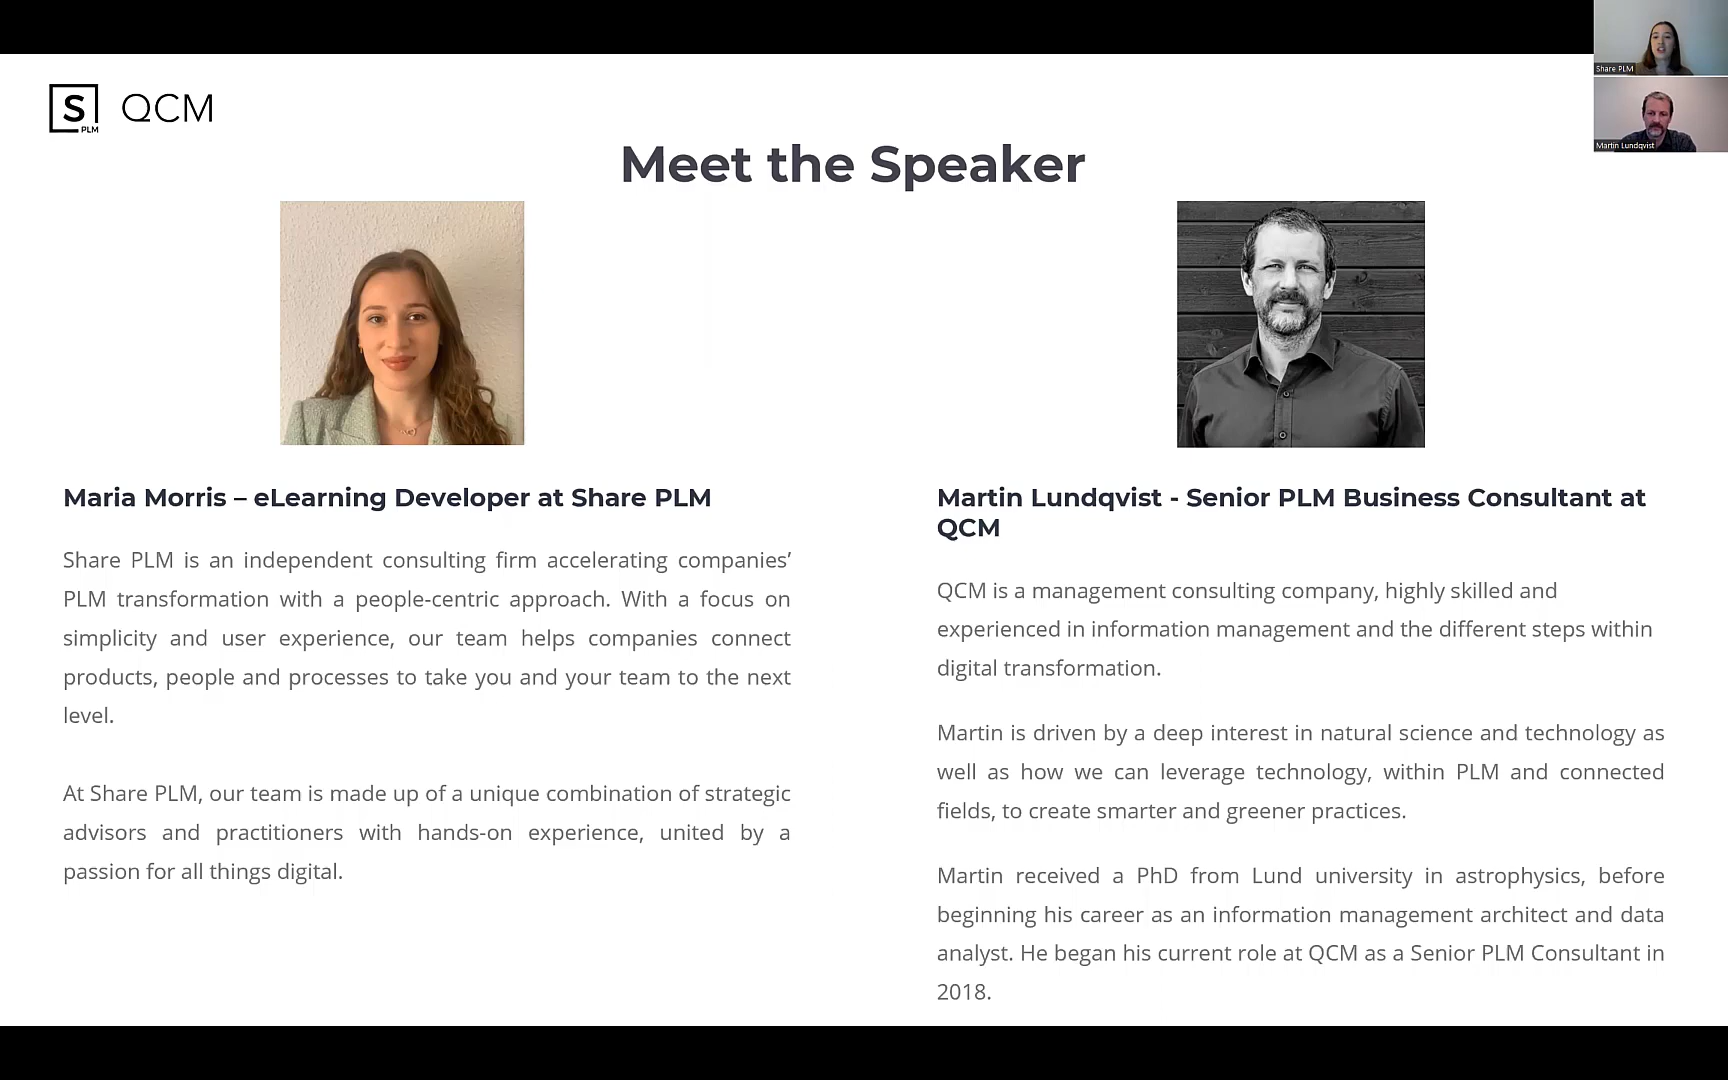 Share PLM
Martin Lundqvist
S
PLM
QCM
Meet the Speaker
Maria Morris – eLearning Developer at Share PLM
Share PLM is an independent consulting firm accelerating companies’
PLM transformation with a people-centric approach. With a focus on
simplicity and user experience, our team helps companies connect
products, people and processes to take you and your team to the next
level.
At Share PLM, our team is made up of a unique combination of strategic
advisors and practitioners with hands-on experience, united by a
passion for all things digital.
Martin Lundqvist - Senior PLM Business Consultant at
QCM
QCM is a management consulting company, highly skilled and
experienced in information management and the different steps within
digital transformation.
Martin is driven by a deep interest in natural science and technology as
well as how we can leverage technology, within PLM and connected
fields, to create smarter and greener practices.
Martin received a PhD from Lund university in astrophysics, before
beginning his career as an information management architect and data
analyst. He began his current role at QCM as a Senior PLM Consultant in
2018.